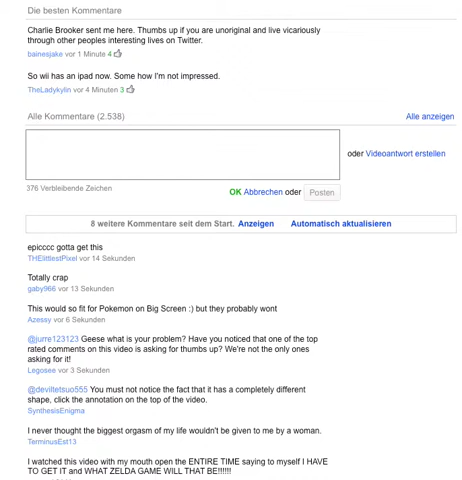 Die besten Kommentare
Charlie Brooker sent me here. Thumbs up if you are unoriginal and live vicariously
through other peoples interesting lives on Twitter.
bainesjake vor 1 Minute 4
So wii has an ipad now. Some how I'm not impressed.
TheLadykylin vor 4 Minuten 3
Alle Kommentare (2.538) Alle anzeigen
oder Videoantwort erstellen
376 Verbleibende Zeichen OK Abbrechen oder Posten
8 weitere Kommentare seit dem Start. Anzeigen Automatisch aktualisieren
epicccc gotta get this
THElittlestPixel vor 14 Sekunden
Totally crap
gaby966 vor 13 Sekunden
This would so fit for Pokemon on Big Screen :) but they probably wont
Azessy vor 6 Sekunden
@jurre123123 Geese what is your problem? Have you noticed that one of the top
rated comments on this video is asking for thumbs up? We're not the only ones
asking for it!
Legosee vor 3 Sekunden
@deviltetsuo555 You must not notice the fact that it has a completely different
shape, click the annotation on the top of the video.
SynthesisEnigma
I never thought the biggest orgasm of my life wouldn't be given to me by a woman.
TerminusEst13
I watched this video with my mouth open the ENTIRE TIME saying to myself I HAVE
TO GET IT and WHAT ZELDA GAME WILL THAT BE!!!!!!